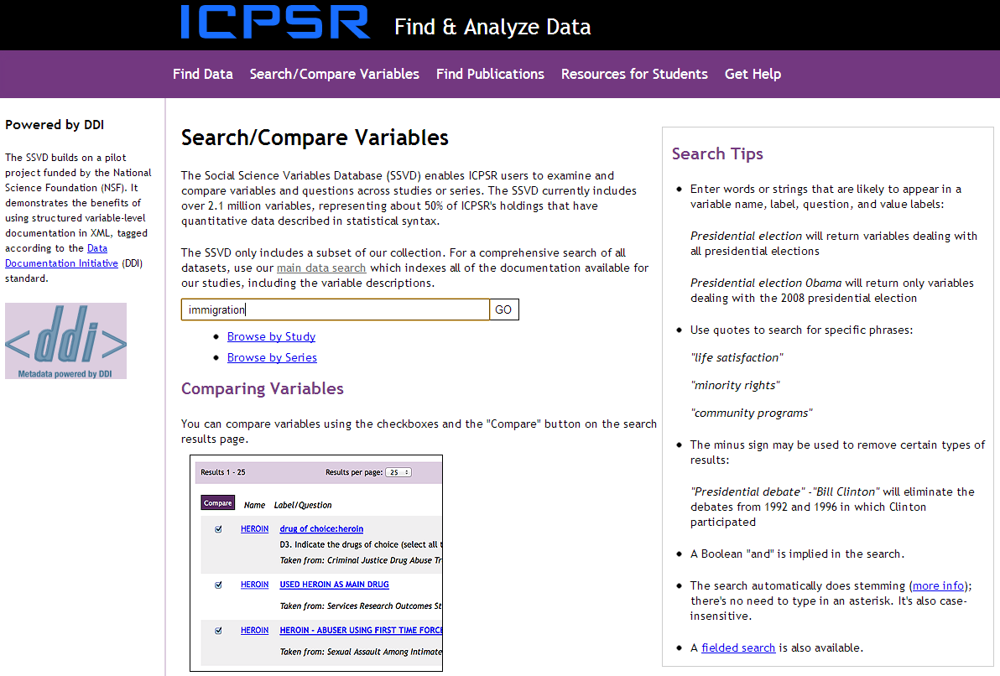 ICPSR Find & Analyze Data
Find Data Search/Compare Variables Find Publications Resources for Students Get Help
Powered by DDI
The SSVD builds on a pilot
project funded by the National
Science Foundation (NSF). It
demonstrates the benefits of
using structured variable-level
documentation in XML, tagged
according to the Data
Documentation Initiative (DDI)
standard.
<ddi>
Metadata powered by DDI
Search/Compare Variables
The Social Science Variables Database (SSVD) enables ICPSR users to examine and
compare variables and questions across studies or series. The SSVD currently includes
over 2.1 million variables, representing about 50% of ICPSR's holdings that have
quantitative data described in statistical syntax.
The SSVD only includes a subset of our collection. For a comprehensive search of all
datasets, use our main data search which indexes all of the documentation available for
our studies, including the variable descriptions.
immigration GO
Browse by Study
Browse by Series
Comparing Variables
You can compare variables using the checkboxes and the "Compare" button on the search
results page.
Results 1 - 25 Results per page: 25
Compare Name Label/Question
HEROIN drug of choice:heroin
D3. Indicate the drugs of choice (select all t
Taken from: Criminal Justice Drug Abuse Tr
HEROIN USED HEROIN AS MAIN DRUG
Taken from: Services Research Outcomes St
HEROIN HEROIN - ABUSER USING FIRST TIME FORCE
Taken from: Sexual Assault Among Intimate
Search Tips
Enter words or strings that are likely to appear in a
variable name, label, question, and value labels:
Presidential election will return variables dealing with
all presidential elections
Presidential election Obama will return only variables
dealing with the 2008 presidential election
Use quotes to search for specific phrases:
"life satisfaction"
"minority rights"
"community programs"
The minus sign may be used to remove certain types of
results:
"Presidential debate" -"Bill Clinton" will eliminate the
debates from 1992 and 1996 in which Clinton
participated
A Boolean "and" is implied in the search.
The search automatically does stemming (more info);
there's no need to type in an asterisk. It's also case-
insensitive.
A fielded search is also available.